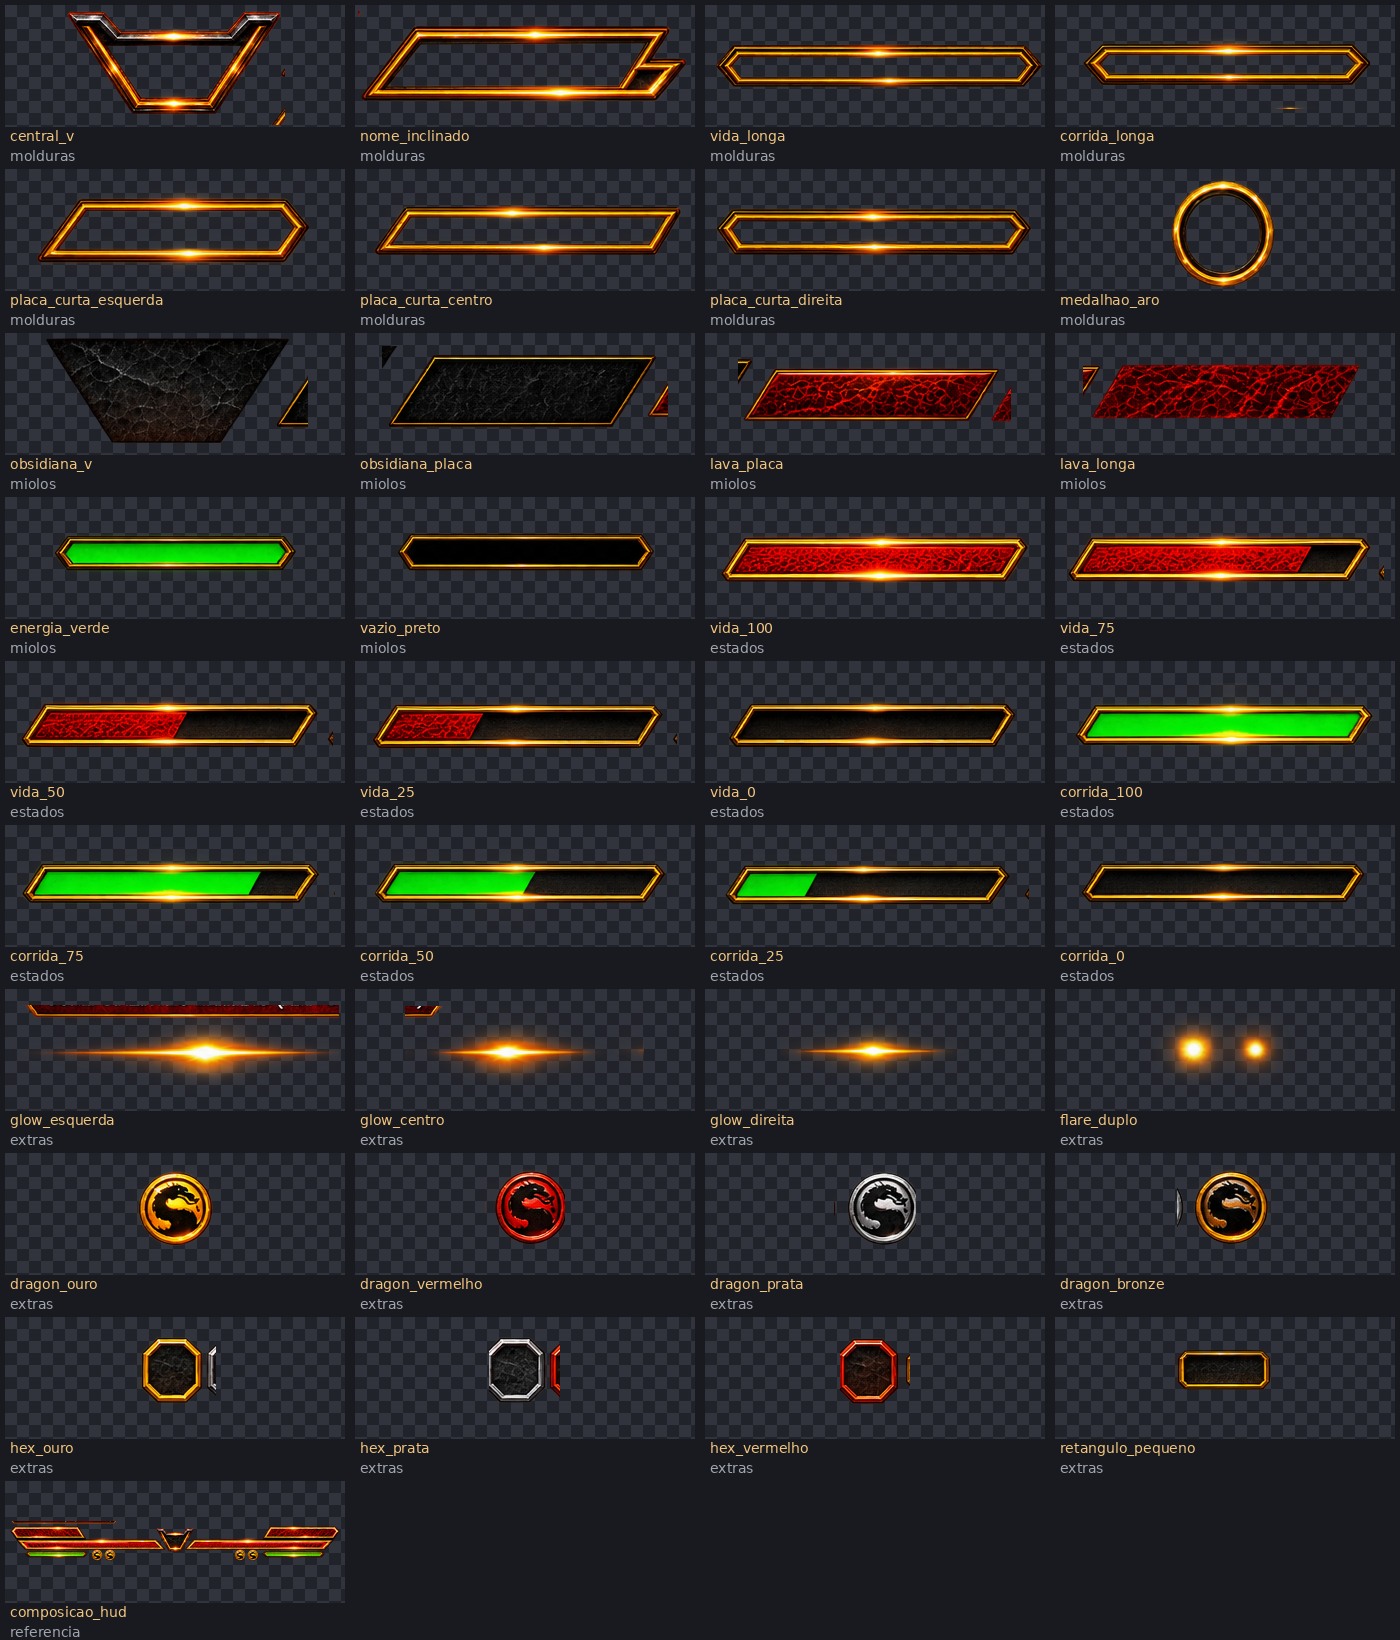 central_v
molduras
nome_inclinado
molduras
vida_longa
molduras
corrida_longa
molduras
placa_curta_esquerda
molduras
placa_curta_centro
molduras
placa_curta_direita
molduras
medalhao_aro
molduras
obsidiana_v
miolos
obsidiana_placa
miolos
lava_placa
miolos
lava_longa
miolos
energia_verde
miolos
vazio_preto
miolos
vida_100
estados
vida_75
estados
vida_50
estados
vida_25
estados
vida_0
estados
corrida_100
estados
corrida_75
estados
corrida_50
estados
corrida_25
estados
corrida_0
estados
glow_esquerda
extras
glow_centro
extras
glow_direita
extras
flare_duplo
extras
dragon_ouro
extras
dragon_vermelho
extras
dragon_prata
extras
dragon_bronze
extras
hex_ouro
extras
hex_prata
extras
hex_vermelho
extras
retangulo_pequeno
extras
composicao_hud
referencia